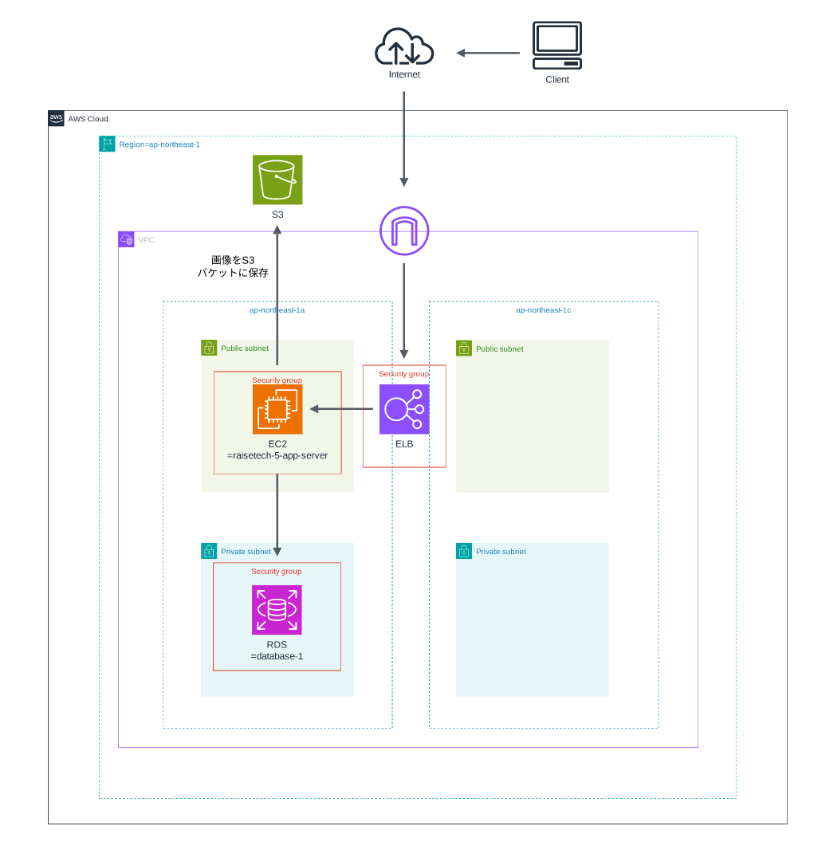 Internet
Client
aws
AWS Cloud
Region=ap-northeast-1
S3
VPC
画像をS3
バケットに保存
ap-northeast-1a
ap-northeast-1c
Public subnet
Public subnet
Security group
Security group
EC2
=raisetech-5-app-server
ELB
Private subnet
Private subnet
Security group
RDS
=database-1